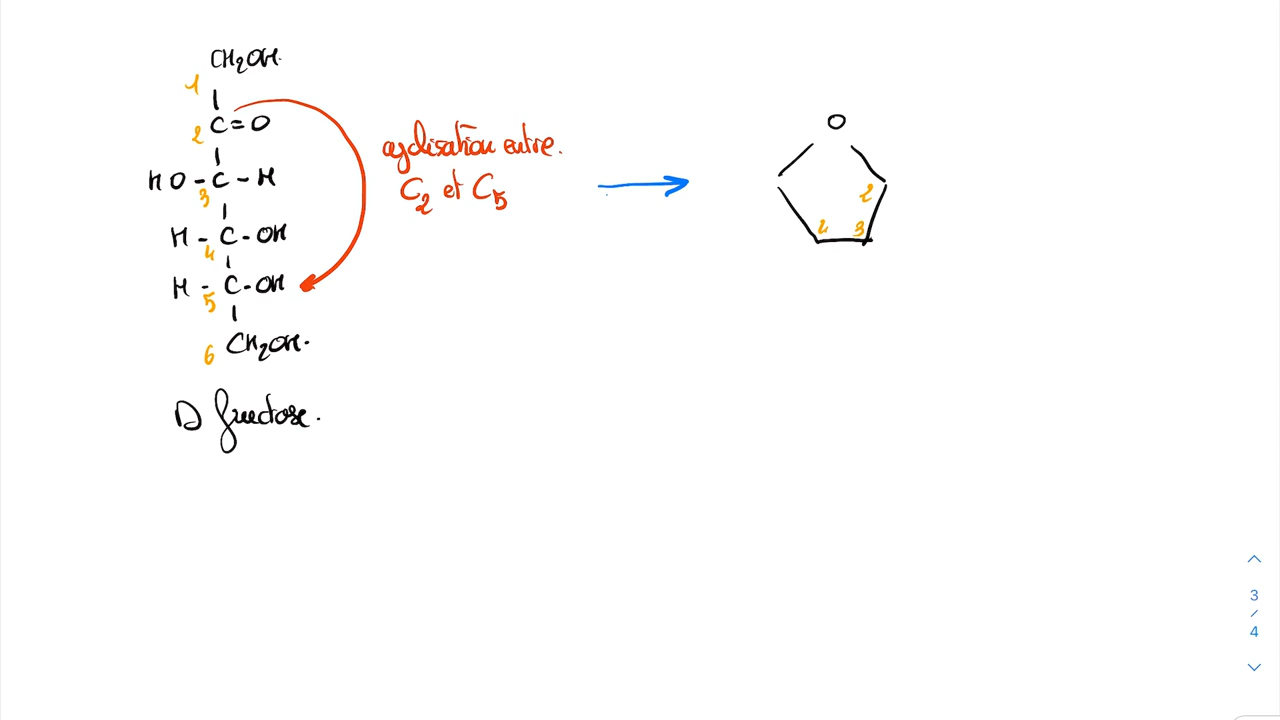 CH2OH
1
2 C=O
HO-C-H
3
H-C-OH
4
H-C-OH
5
6 CH2OH.
D fructose.
cyclisation entre.
C2 et C5
O
2
4 3
3
/
4